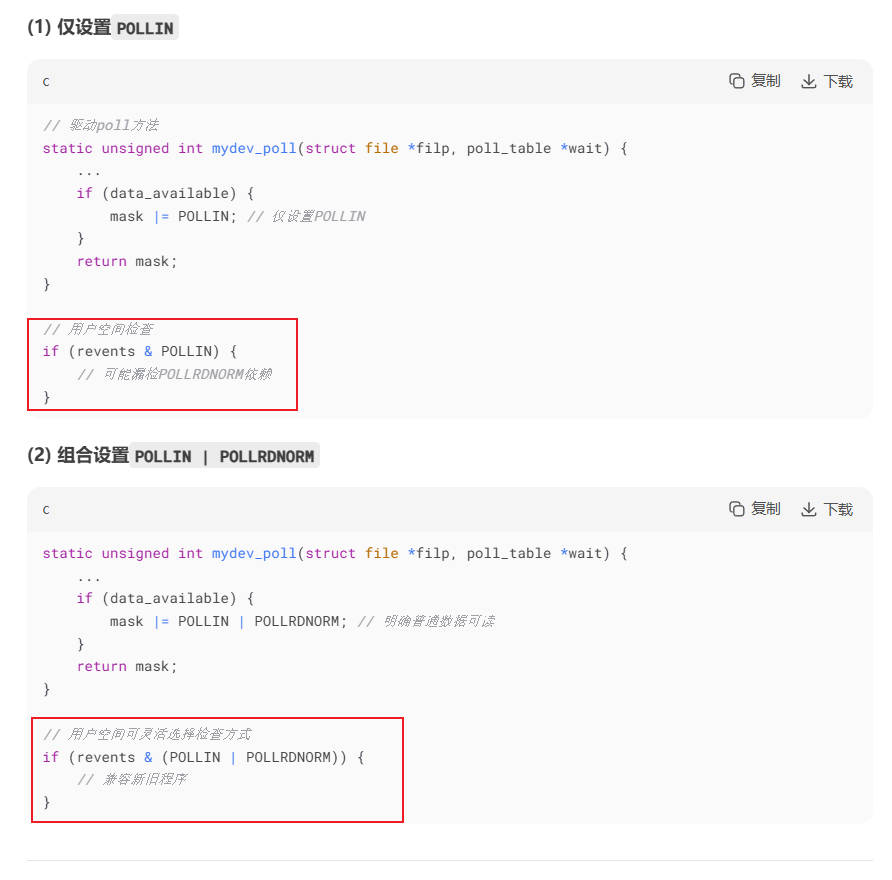 (1) 仅设置 POLLIN
c
复制 下载
// 驱动poll方法
static unsigned int mydev_poll(struct file *filp, poll_table *wait) {
    ...
    if (data_available) {
        mask |= POLLIN; // 仅设置POLLIN
    }
    return mask;
}
// 用户空间检查
if (revents & POLLIN) {
    // 可能漏检POLLRDNORM依赖
}
(2) 组合设置 POLLIN | POLLRDNORM
c
复制 下载
static unsigned int mydev_poll(struct file *filp, poll_table *wait) {
    ...
    if (data_available) {
        mask |= POLLIN | POLLRDNORM; // 明确普通数据可读
    }
    return mask;
}
// 用户空间可灵活选择检查方式
if (revents & (POLLIN | POLLRDNORM)) {
    // 兼容新旧程序
}